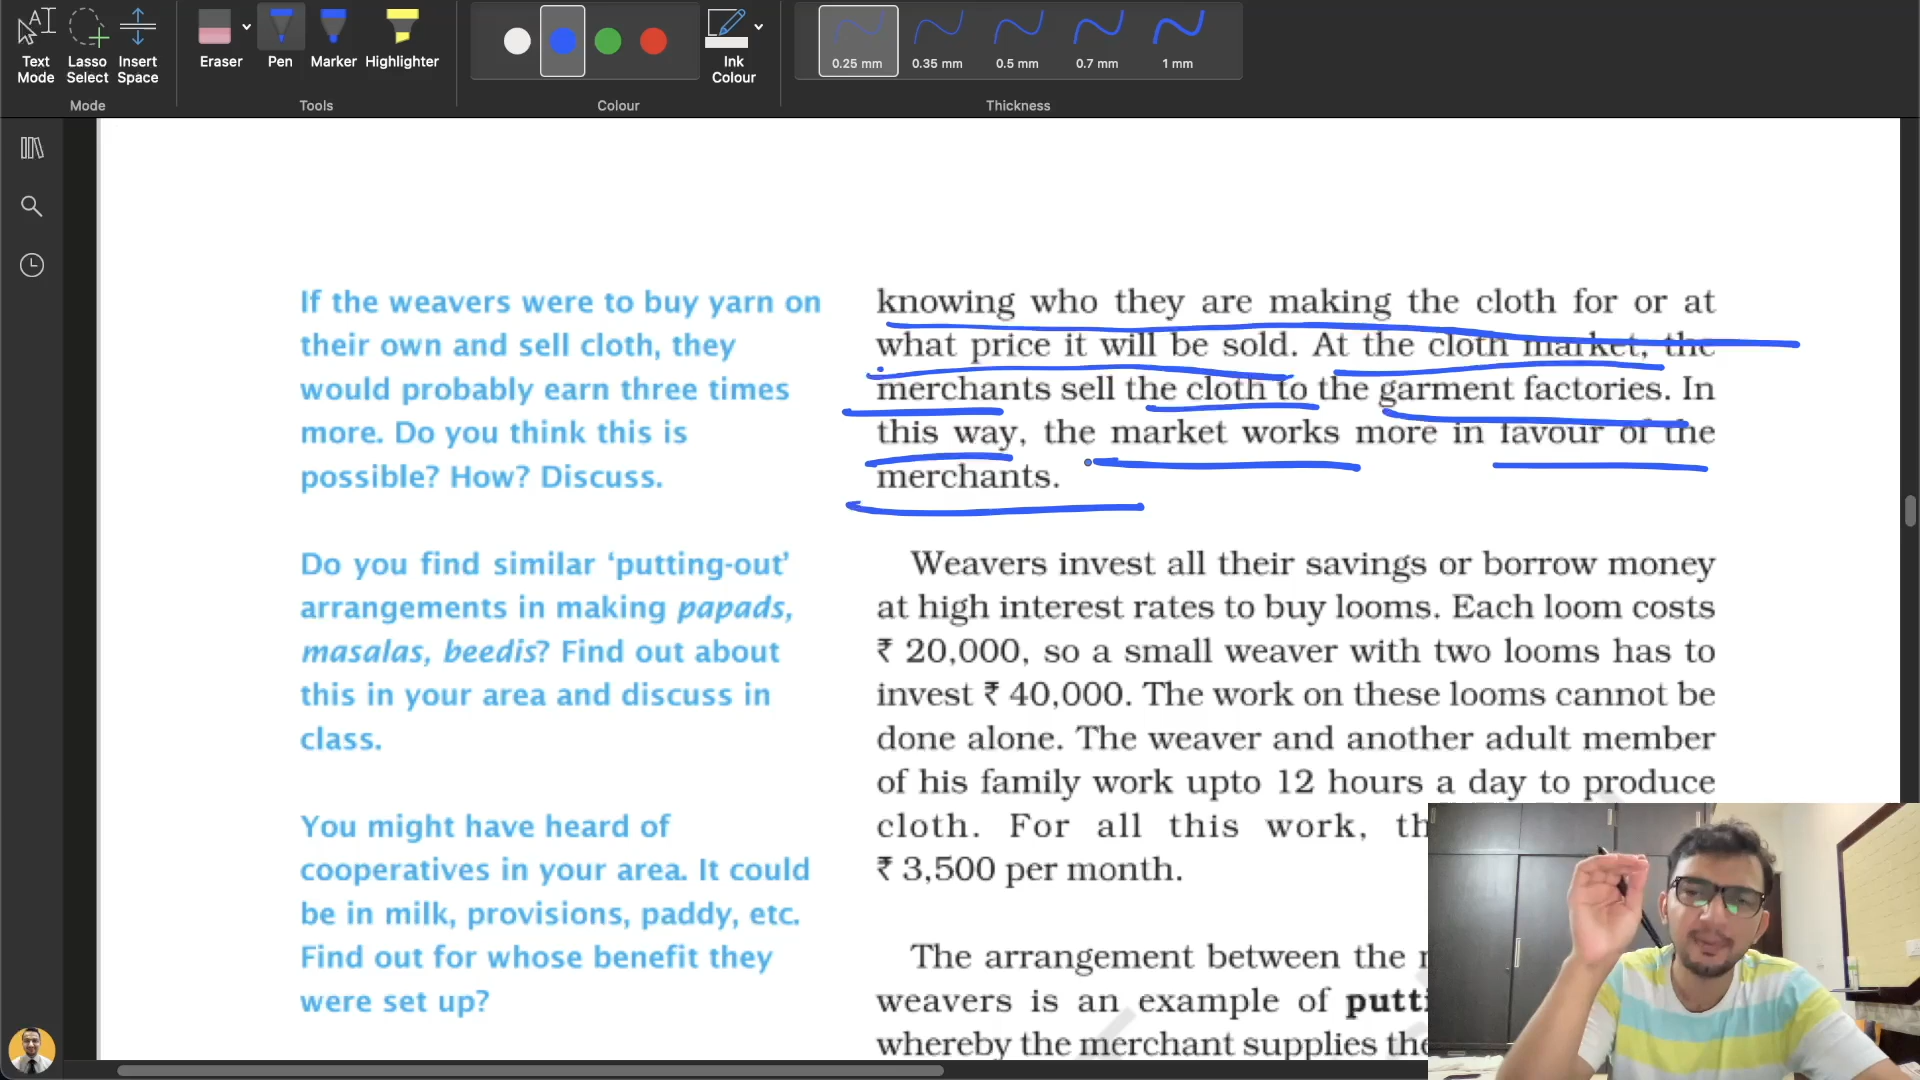 Text
Mode
Lasso
Select
Insert
Space
Mode
Eraser
Pen
Marker
Highlighter
Tools
Colour
Ink
Colour
0.25 mm
0.35 mm
0.5 mm
0.7 mm
1 mm
Thickness
If the weavers were to buy yarn on
their own and sell cloth, they
would probably earn three times
more. Do you think this is
possible? How? Discuss.
Do you find similar ‘putting-out’
arrangements in making papads,
masalas, beedis? Find out about
this in your area and discuss in
class.
You might have heard of
cooperatives in your area. It could
be in milk, provisions, paddy, etc.
Find out for whose benefit they
were set up?
knowing who they are making the cloth for or at
what price it will be sold. At the cloth market, the
merchants sell the cloth to the garment factories. In
this way, the market works more in favour of the
merchants.
Weavers invest all their savings or borrow money
at high interest rates to buy looms. Each loom costs
₹ 20,000, so a small weaver with two looms has to
invest ₹ 40,000. The work on these looms cannot be
done alone. The weaver and another adult member
of his family work upto 12 hours a day to produce
cloth. For all this work,
₹ 3,500 per month.
The arrangement between the
weavers is an example of
whereby the merchant supplies the